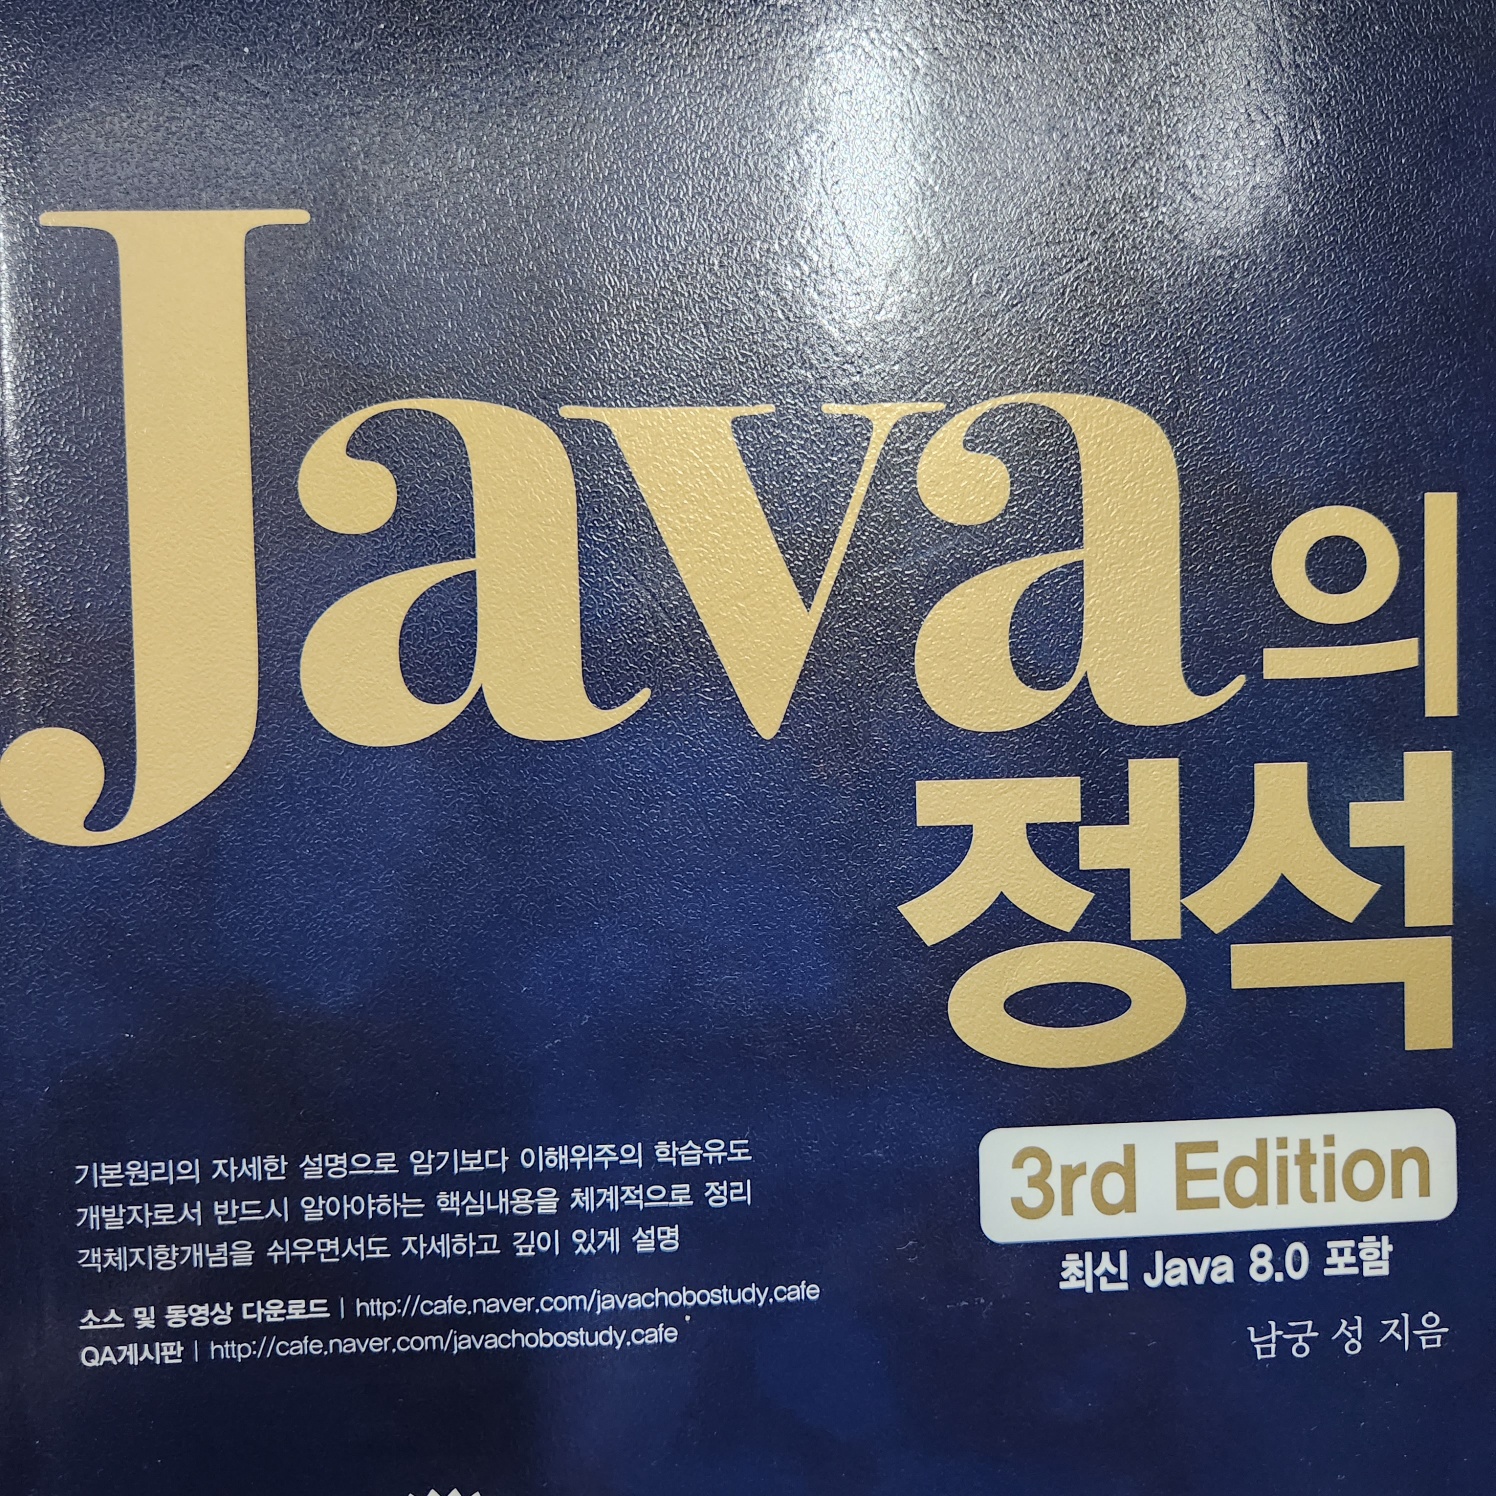 Java의
정석
3rd Edition
최신 Java 8.0 포함
남궁 성 지음
기본원리의 자세한 설명으로 암기보다 이해위주의 학습유도
개발자로서 반드시 알아야하는 핵심내용을 체계적으로 정리
객체지향개념을 쉬우면서도 자세하고 깊이 있게 설명
소스 및 동영상 다운로드 | http://cafe.naver.com/javachobostudy.cafe
QA게시판 | http://cafe.naver.com/javachobostudy.cafe